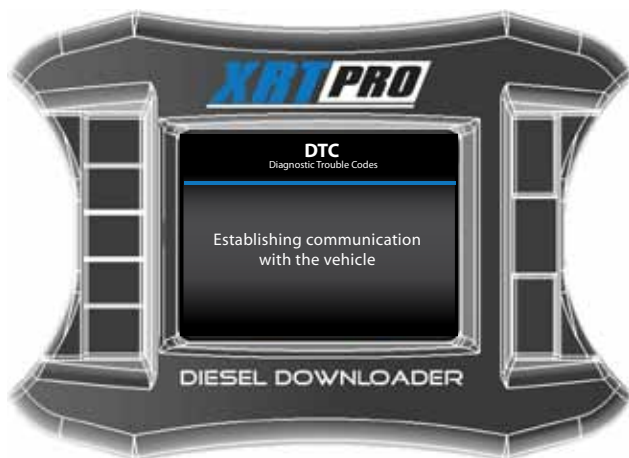 XRT PRO
DTC
Diagnostic Trouble Codes
Establishing communication
with the vehicle
DIESEL DOWNLOADER